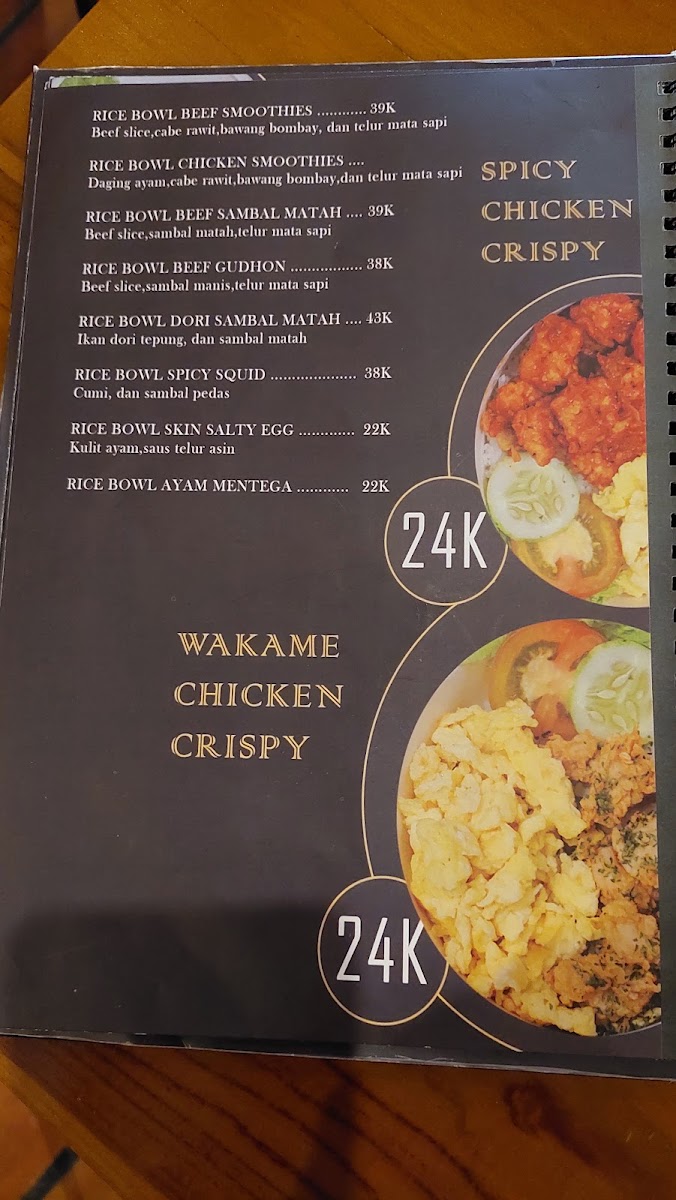 RICE BOWL BEEF SMOOTHIES ............ 39K
Beef slice,cabe rawit,bawang bombay, dan telur mata sapi
RICE BOWL CHICKEN SMOOTHIES ....
Daging ayam,cabe rawit,bawang bombay,dan telur mata sapi
RICE BOWL BEEF SAMBAL MATAH .... 39K
Beef slice,sambal matah,telur mata sapi
RICE BOWL BEEF GUDHON ................. 38K
Beef slice,sambal manis,telur mata sapi
RICE BOWL DORI SAMBAL MATAH .... 43K
Ikan dori tepung, dan sambal matah
RICE BOWL SPICY SQUID .................... 38K
Cumi, dan sambal pedas
RICE BOWL SKIN SALTY EGG ............. 22K
Kulit ayam,saus telur asin
RICE BOWL AYAM MENTEGA ............ 22K
SPICY
CHICKEN
CRISPY
24K
WAKAME
CHICKEN
CRISPY
24K